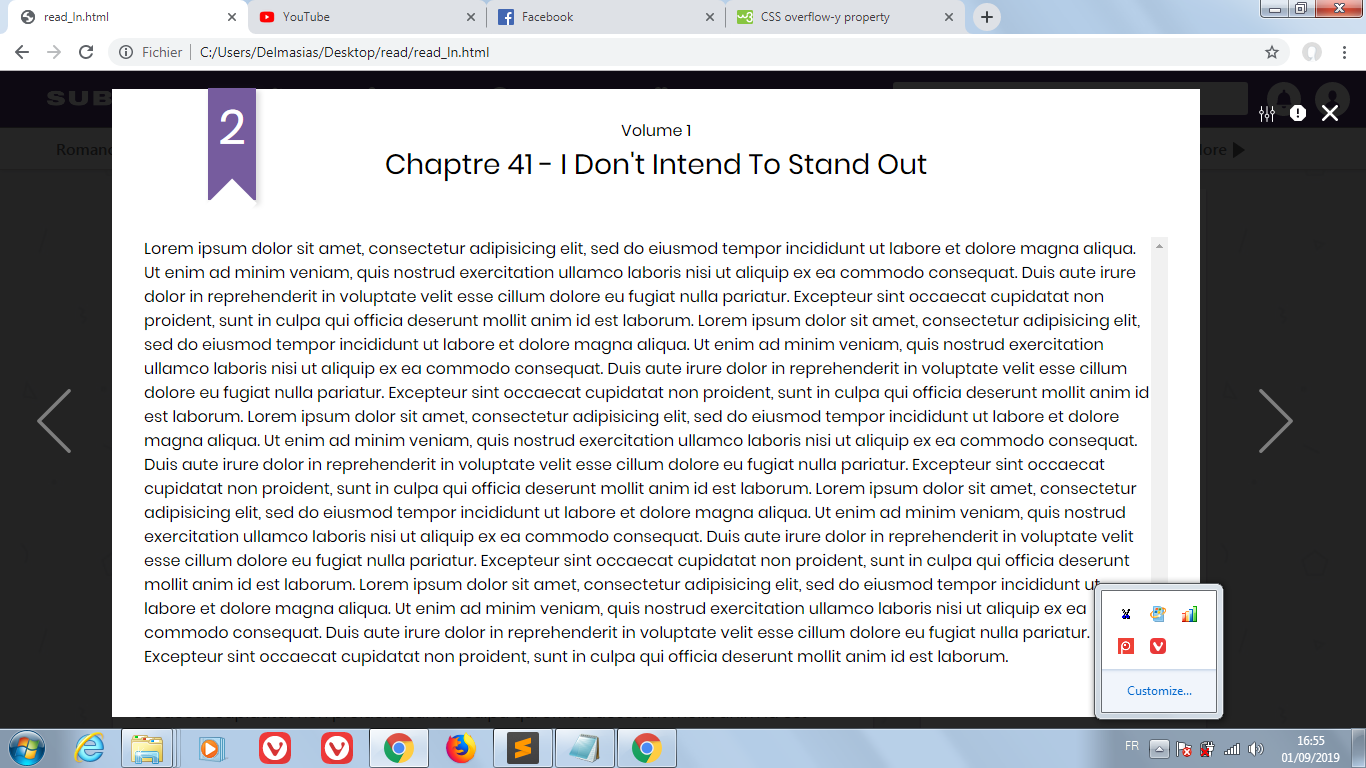 read_ln.html
YouTube
Facebook
CSS overflow-y property
Fichier
C:/Users/Delmasias/Desktop/read/read_ln.html
SUB
Romanc
ore
2
Volume 1
Chaptre 41 - I Don't Intend To Stand Out
Lorem ipsum dolor sit amet, consectetur adipisicing elit, sed do eiusmod tempor incididunt ut labore et dolore magna aliqua.
Ut enim ad minim veniam, quis nostrud exercitation ullamco laboris nisi ut aliquip ex ea commodo consequat. Duis aute irure
dolor in reprehenderit in voluptate velit esse cillum dolore eu fugiat nulla pariatur. Excepteur sint occaecat cupidatat non
proident, sunt in culpa qui officia deserunt mollit anim id est laborum. Lorem ipsum dolor sit amet, consectetur adipisicing elit,
sed do eiusmod tempor incididunt ut labore et dolore magna aliqua. Ut enim ad minim veniam, quis nostrud exercitation
ullamco laboris nisi ut aliquip ex ea commodo consequat. Duis aute irure dolor in reprehenderit in voluptate velit esse cillum
dolore eu fugiat nulla pariatur. Excepteur sint occaecat cupidatat non proident, sunt in culpa qui officia deserunt mollit anim id
est laborum. Lorem ipsum dolor sit amet, consectetur adipisicing elit, sed do eiusmod tempor incididunt ut labore et dolore
magna aliqua. Ut enim ad minim veniam, quis nostrud exercitation ullamco laboris nisi ut aliquip ex ea commodo consequat.
Duis aute irure dolor in reprehenderit in voluptate velit esse cillum dolore eu fugiat nulla pariatur. Excepteur sint occaecat
cupidatat non proident, sunt in culpa qui officia deserunt mollit anim id est laborum. Lorem ipsum dolor sit amet, consectetur
adipisicing elit, sed do eiusmod tempor incididunt ut labore et dolore magna aliqua. Ut enim ad minim veniam, quis nostrud
exercitation ullamco laboris nisi ut aliquip ex ea commodo consequat. Duis aute irure dolor in reprehenderit in voluptate velit
esse cillum dolore eu fugiat nulla pariatur. Excepteur sint occaecat cupidatat non proident, sunt in culpa qui officia deserunt
mollit anim id est laborum. Lorem ipsum dolor sit amet, consectetur adipisicing elit, sed do eiusmod tempor incididunt ut
labore et dolore magna aliqua. Ut enim ad minim veniam, quis nostrud exercitation ullamco laboris nisi ut aliquip ex ea
commodo consequat. Duis aute irure dolor in reprehenderit in voluptate velit esse cillum dolore eu fugiat nulla pariatur.
Excepteur sint occaecat cupidatat non proident, sunt in culpa qui officia deserunt mollit anim id est laborum.
Customize...
FR
16:55
01/09/2019